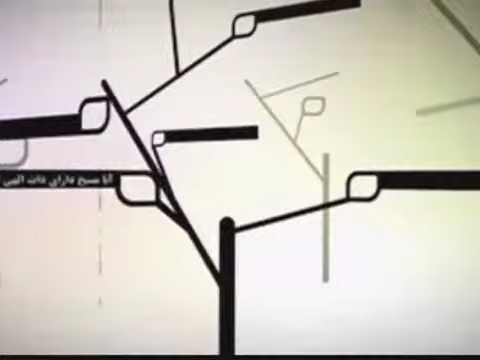 آیا مسیح دارای ذات الهی